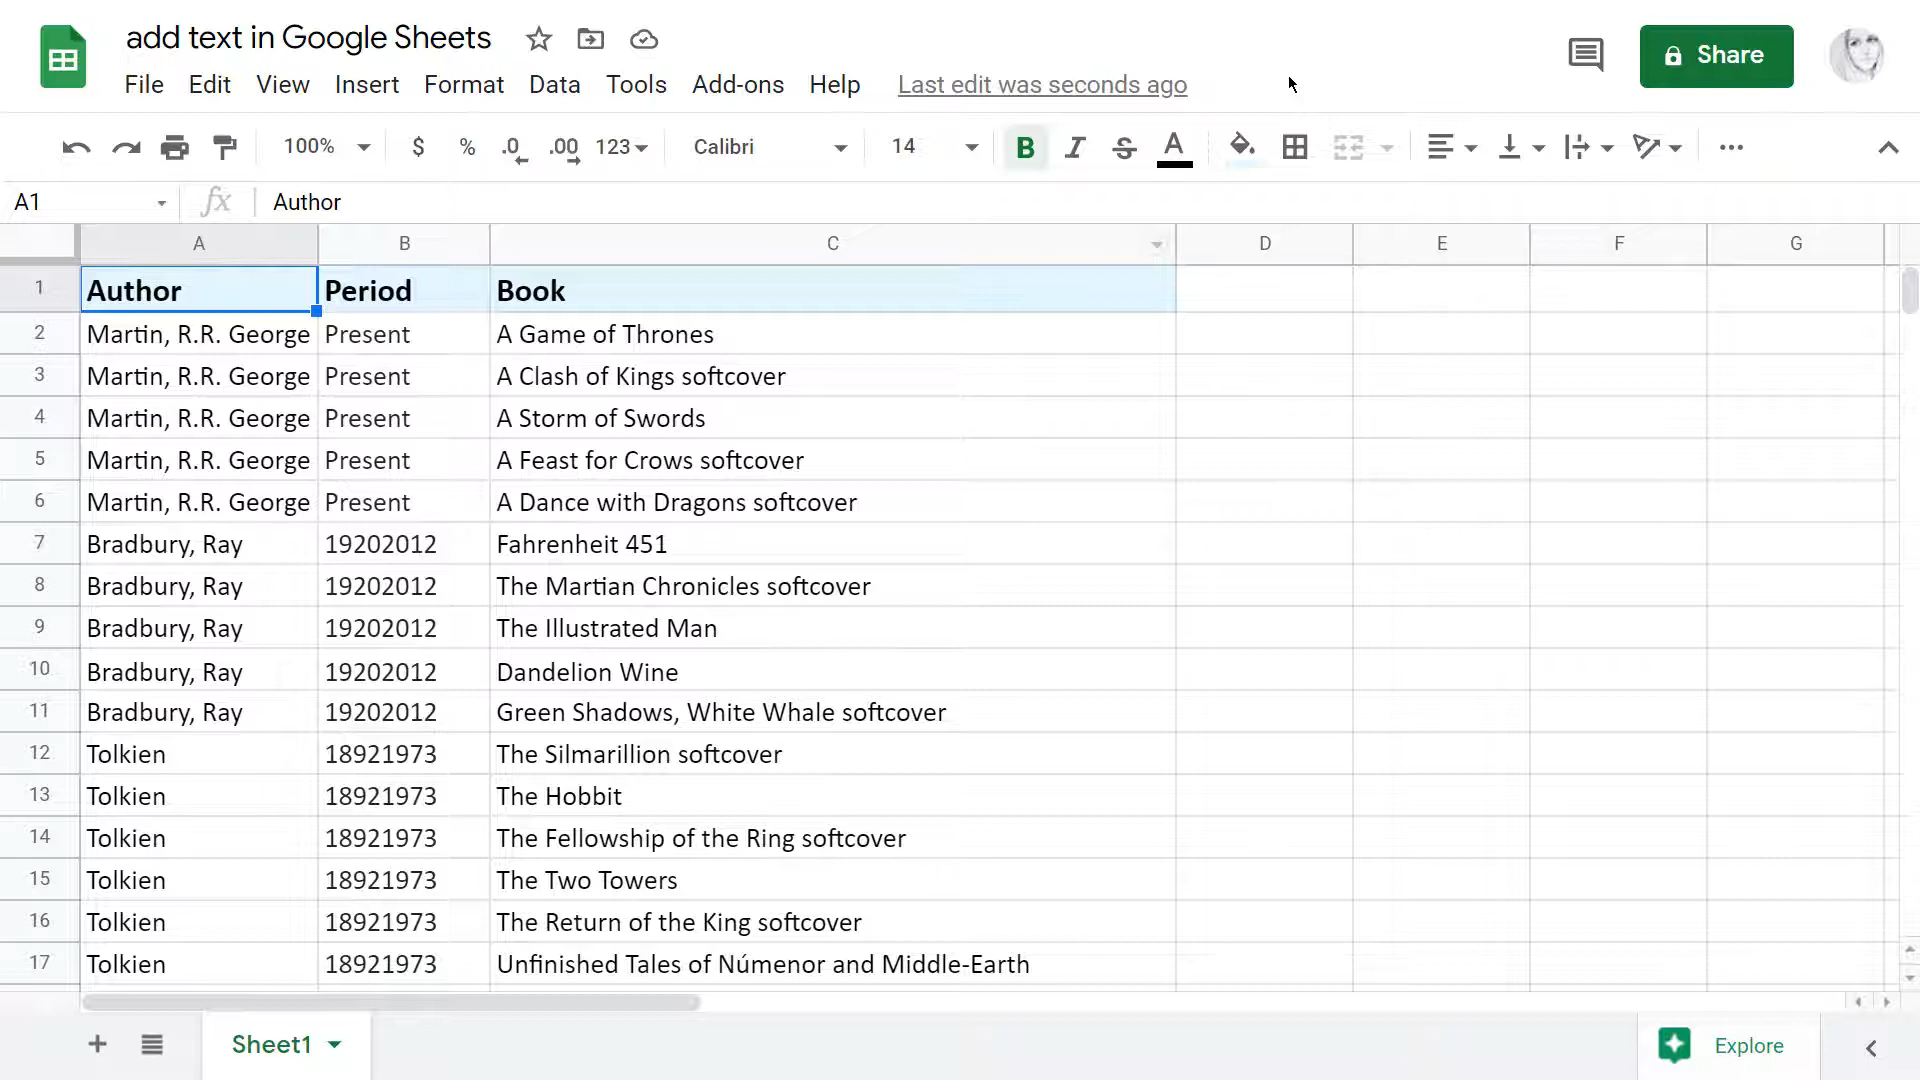 add text in Google Sheets
File Edit View Insert Format Data Tools Add-ons Help Last edit was seconds ago
Share
100% $ % .0 .00 123 Calibri 14 B I S A
A1 fx Author
A B C D E F G
1 Author Period Book
2 Martin, R.R. George Present A Game of Thrones
3 Martin, R.R. George Present A Clash of Kings softcover
4 Martin, R.R. George Present A Storm of Swords
5 Martin, R.R. George Present A Feast for Crows softcover
6 Martin, R.R. George Present A Dance with Dragons softcover
7 Bradbury, Ray 19202012 Fahrenheit 451
8 Bradbury, Ray 19202012 The Martian Chronicles softcover
9 Bradbury, Ray 19202012 The Illustrated Man
10 Bradbury, Ray 19202012 Dandelion Wine
11 Bradbury, Ray 19202012 Green Shadows, White Whale softcover
12 Tolkien 18921973 The Silmarillion softcover
13 Tolkien 18921973 The Hobbit
14 Tolkien 18921973 The Fellowship of the Ring softcover
15 Tolkien 18921973 The Two Towers
16 Tolkien 18921973 The Return of the King softcover
17 Tolkien 18921973 Unfinished Tales of Númenor and Middle-Earth
Sheet1
Explore